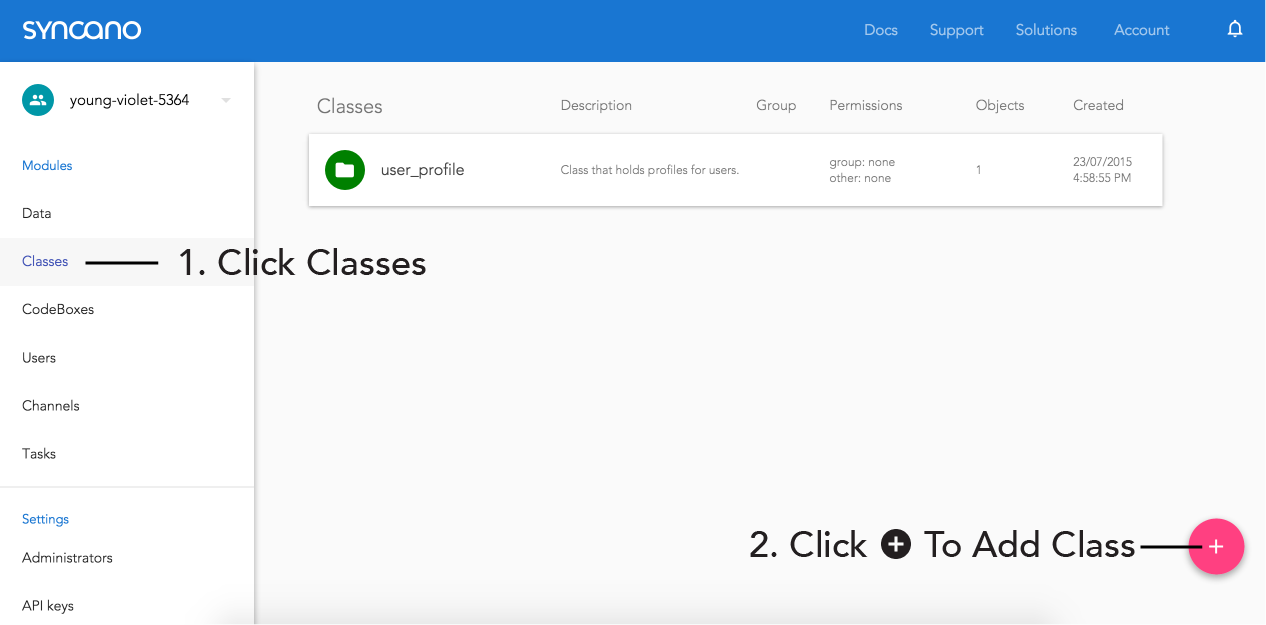 syncano
Docs Support Solutions Account
young-violet-5364
Modules
Data
Classes
CodeBoxes
Users
Channels
Tasks
Settings
Administrators
API keys
Classes Description Group Permissions Objects Created
user_profile Class that holds profiles for users. group: none 1 23/07/2015
other: none 4:58:55 PM
1. Click Classes
2. Click + To Add Class
+